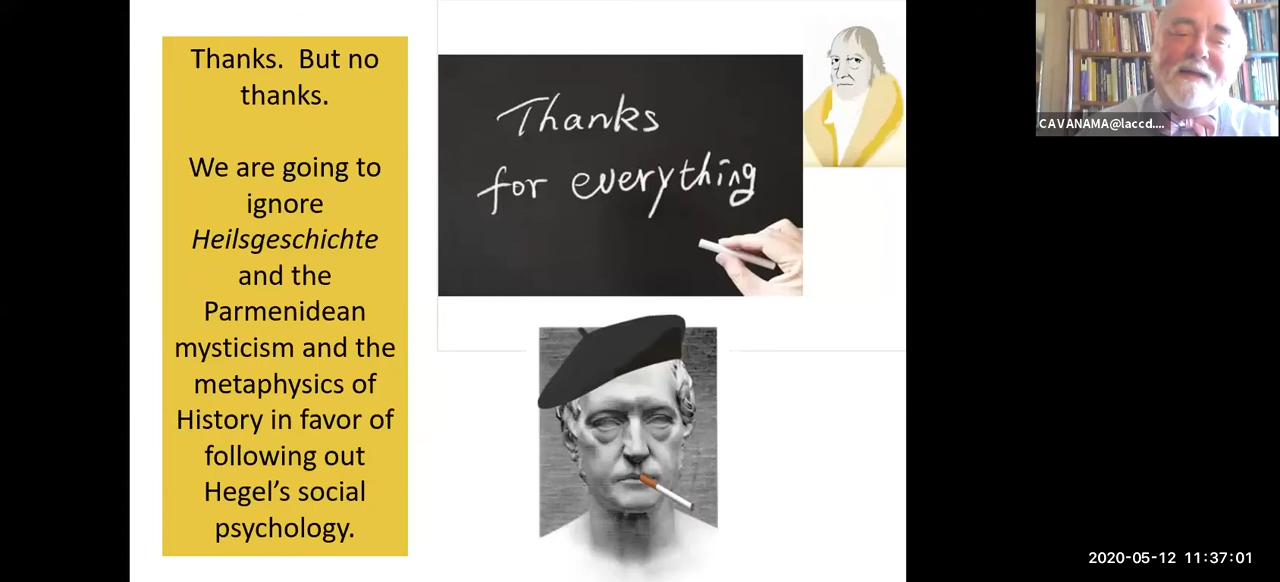 Thanks.  But no
thanks.
We are going to
ignore
Heilsgeschichte
and the
Parmenidean
mysticism and the
metaphysics of
History in favor of
following out
Hegel’s social
psychology.
Thanks
for everything
CAVANAMA@laccd....
2020-05-12 11:37:01